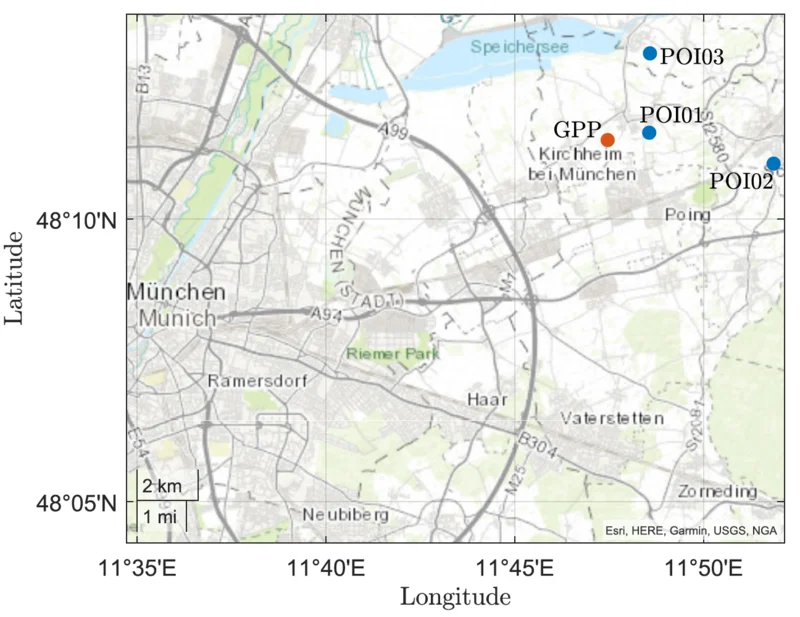 Speichersee
B13
POI03
A99
GPP
POI01
St2580
Kirchheim
bei München
POI02
MÜNCHEN (STADT)
48°10'N
Poing
Latitude
M1
München
Munich
A94
Riemer Park
Ramersdorf
Haar
Vaterstetten
St2081
B304
E54
M25
2 km
1 mi
48°05'N
Neubiberg
Zorneding
Esri, HERE, Garmin, USGS, NGA
11°35'E
11°40'E
11°45'E
11°50'E
Longitude